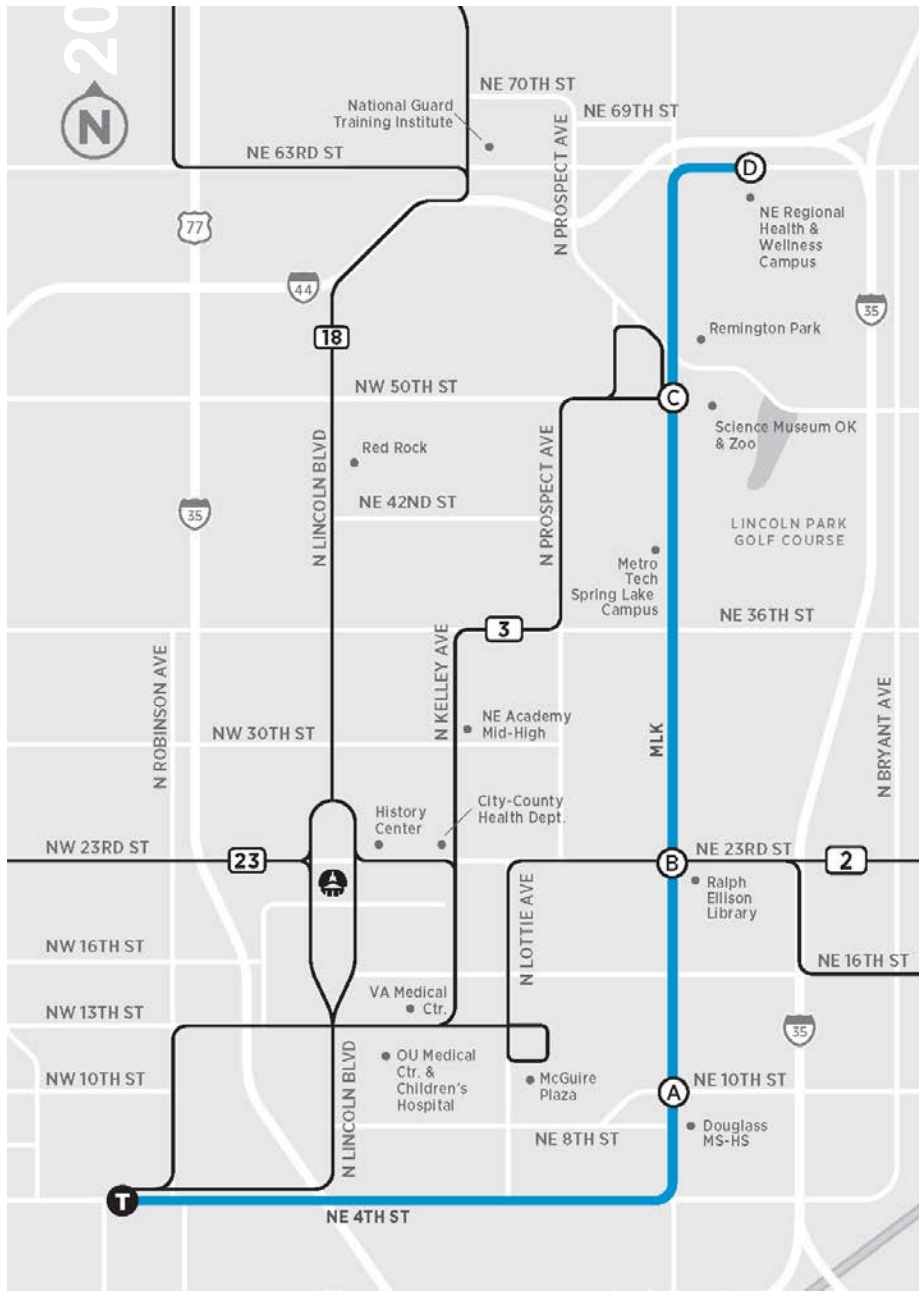 20
N
NE 70TH ST
National Guard
Training Institute
NE 69TH ST
NE 63RD ST
D
N PROSPECT AVE
NE Regional
Health &
Wellness
Campus
77
44
35
18
Remington Park
NW 50TH ST
C
Science Museum OK
& Zoo
Red Rock
N LINCOLN BLVD
N PROSPECT AVE
35
NE 42ND ST
LINCOLN PARK
GOLF COURSE
Metro
Tech
Spring Lake
Campus
3
NE 36TH ST
N ROBINSON AVE
N KELLEY AVE
NE Academy
Mid-High
NW 30TH ST
MLK
N BRYANT AVE
History
Center
City-County
Health Dept.
NW 23RD ST
23
B
NE 23RD ST
2
Ralph
Ellison
Library
N LOTTIE AVE
NW 16TH ST
NE 16TH ST
VA Medical
Ctr.
NW 13TH ST
35
OU Medical
Ctr. &
Children's
Hospital
N LINCOLN BLVD
McGuire
Plaza
NW 10TH ST
A
NE 10TH ST
Douglass
MS-HS
NE 8TH ST
T
NE 4TH ST